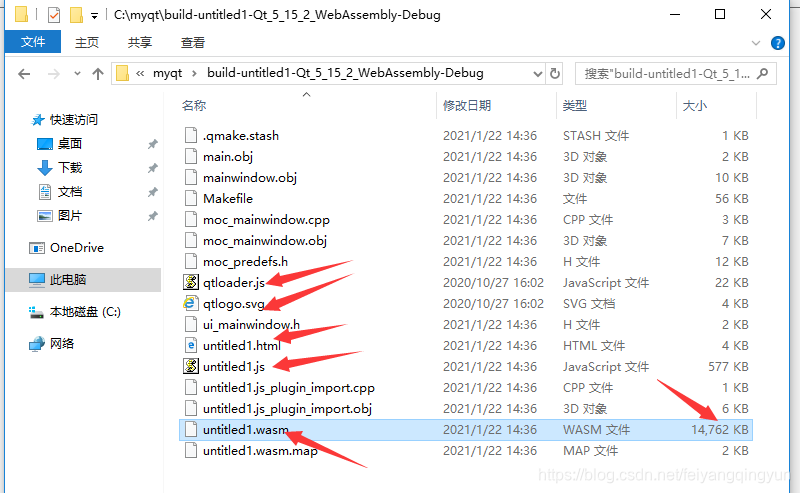 C:\myqt\build-untitled1-Qt_5_15_2_WebAssembly-Debug
文件 主页 共享 查看
« myqt › build-untitled1-Qt_5_15_2_WebAssembly-Debug 搜索"build-untitled1-Qt_5_1...
名称 修改日期 类型 大小
快速访问
桌面
下载
文档
图片
OneDrive
此电脑
本地磁盘 (C:)
网络
.qmake.stash 2021/1/22 14:36 STASH 文件 1 KB
main.obj 2021/1/22 14:36 3D 对象 2 KB
mainwindow.obj 2021/1/22 14:36 3D 对象 10 KB
Makefile 2021/1/22 14:36 文件 56 KB
moc_mainwindow.cpp 2021/1/22 14:36 CPP 文件 3 KB
moc_mainwindow.obj 2021/1/22 14:36 3D 对象 7 KB
moc_predefs.h 2021/1/22 14:36 H 文件 12 KB
qtloader.js 2020/10/27 16:02 JavaScript 文件 22 KB
qtlogo.svg 2020/10/27 16:02 SVG 文档 4 KB
ui_mainwindow.h 2021/1/22 14:36 H 文件 2 KB
untitled1.html 2021/1/22 14:36 HTML 文件 4 KB
untitled1.js 2021/1/22 14:36 JavaScript 文件 577 KB
untitled1.js_plugin_import.cpp 2021/1/22 14:36 CPP 文件 1 KB
untitled1.js_plugin_import.obj 2021/1/22 14:36 3D 对象 6 KB
untitled1.wasm 2021/1/22 14:36 WASM 文件 14,762 KB
untitled1.wasm.map 2021/1/22 14:36 MAP 文件 2 KB
https://blog.csdn.net/feiyangqingyun